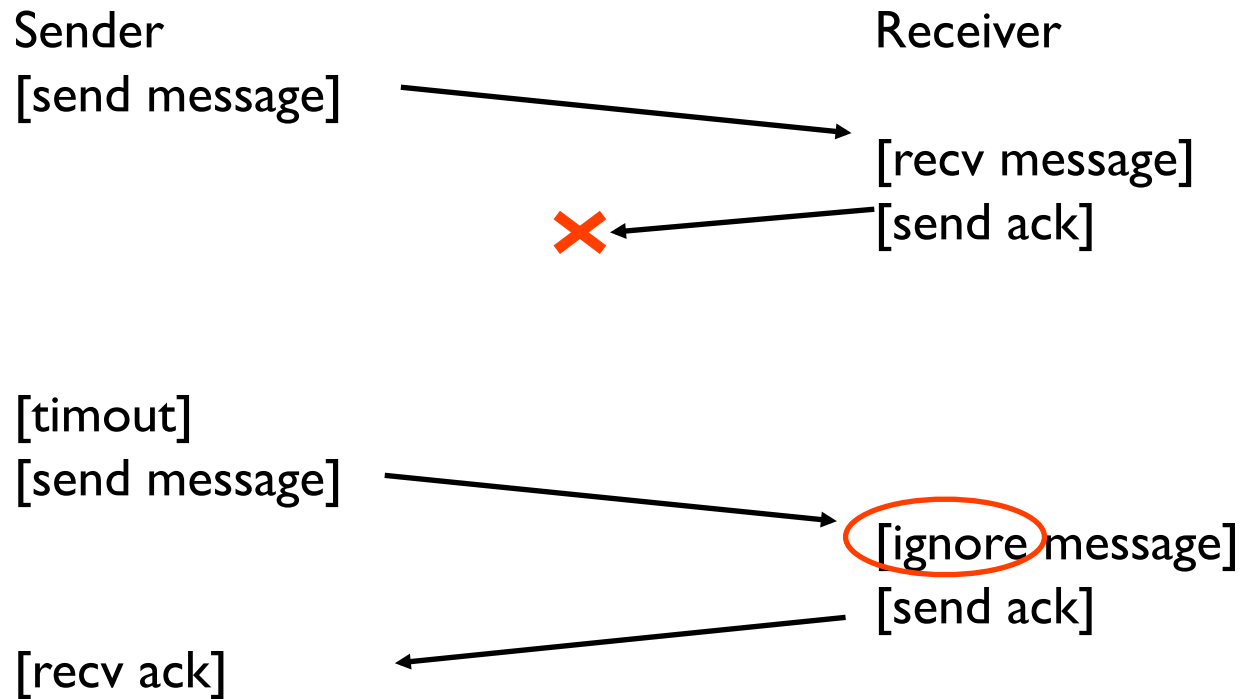 Sender
Receiver
[send message]
[recv message]
[send ack]
[timout]
[send message]
[ignore message]
[send ack]
[recv ack]